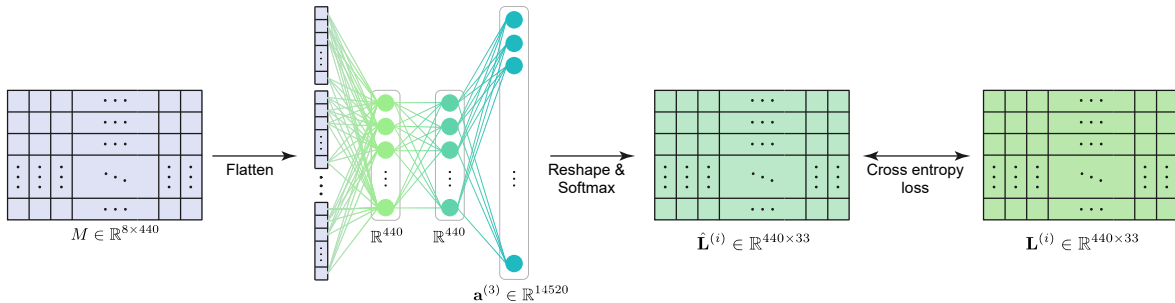 M ∈ ℝ^{8×440}
Flatten
ℝ^{440}
ℝ^{440}
a^{(3)} ∈ ℝ^{14520}
Reshape &
Softmax
L̂^{(i)} ∈ ℝ^{440×33}
Cross entropy
loss
L^{(i)} ∈ ℝ^{440×33}